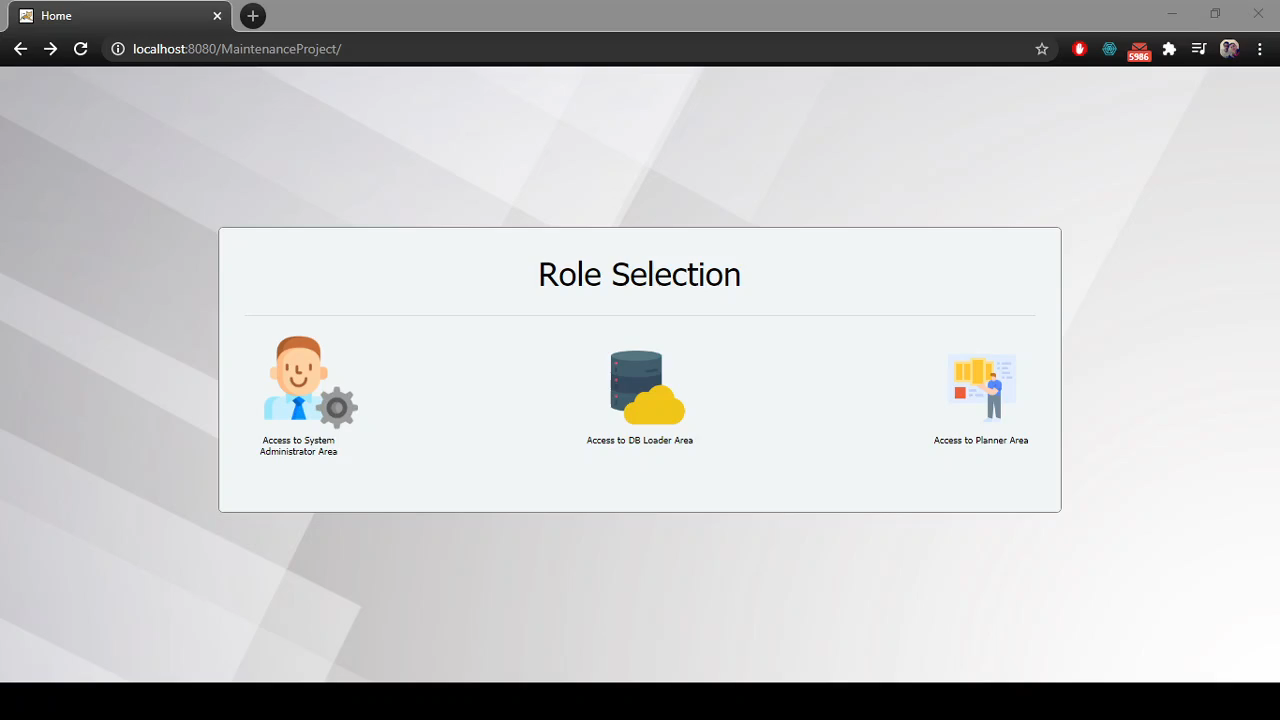 Home
localhost:8080/MaintenanceProject/
5986
Role Selection
Access to System
Administrator Area
Access to DB Loader Area
Access to Planner Area